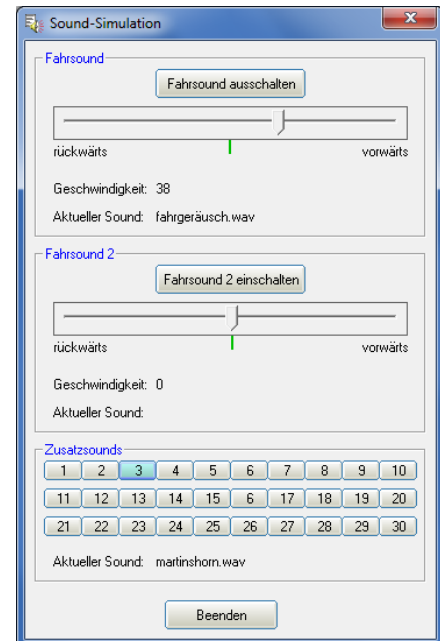 Sound-Simulation
Fahrsound
Fahrsound ausschalten
rückwärts vorwärts
Geschwindigkeit: 38
Aktueller Sound: fahrgeräusch.wav
Fahrsound 2
Fahrsound 2 einschalten
rückwärts vorwärts
Geschwindigkeit: 0
Aktueller Sound:
Zusatzsounds
1 2 3 4 5 6 7 8 9 10
11 12 13 14 15 6 17 18 19 20
21 22 23 24 25 26 27 28 29 30
Aktueller Sound: martinshorn.wav
Beenden